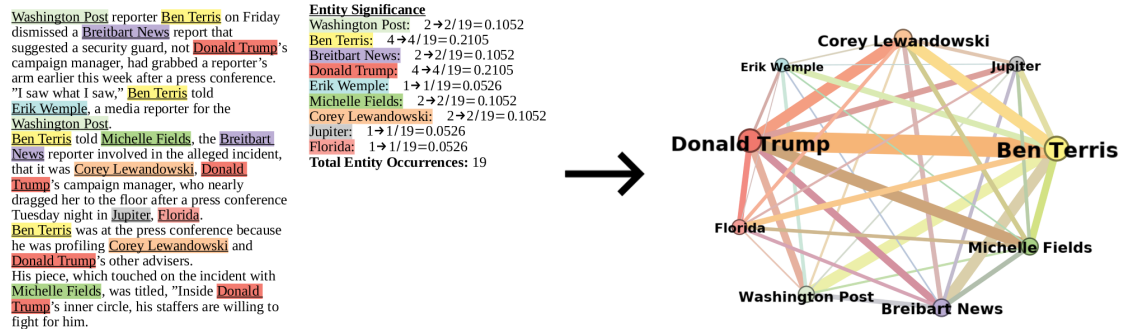 Washington Post reporter Ben Terris on Friday
dismissed a Breitbart News report that
suggested a security guard, not Donald Trump's
campaign manager, had grabbed a reporter's
arm earlier this week after a press conference.
"I saw what I saw," Ben Terris told
Erik Wemple, a media reporter for the
Washington Post.
Ben Terris told Michelle Fields, the Breitbart
News reporter involved in the alleged incident,
that it was Corey Lewandowski, Donald
Trump's campaign manager, who nearly
dragged her to the floor after a press conference
Tuesday night in Jupiter, Florida.
Ben Terris was at the press conference because
he was profiling Corey Lewandowski and
Donald Trump's other advisers.
His piece, which touched on the incident with
Michelle Fields, was titled, "Inside Donald
Trump's inner circle, his staffers are willing to
fight for him.
Entity Significance
Washington Post: 2→2/19=0.1052
Ben Terris: 4→4/19=0.2105
Breibart News: 2→2/19=0.1052
Donald Trump: 4→4/19=0.2105
Erik Wemple: 1→1/19=0.0526
Michelle Fields: 2→2/19=0.1052
Corey Lewandowski: 2→2/19=0.1052
Jupiter: 1→1/19=0.0526
Florida: 1→1/19=0.0526
Total Entity Occurrences: 19
Corey Lewandowski
Erik Wemple
Jupiter
Donald Trump
Ben Terris
Florida
Michelle Fields
Washington Post
Breibart News